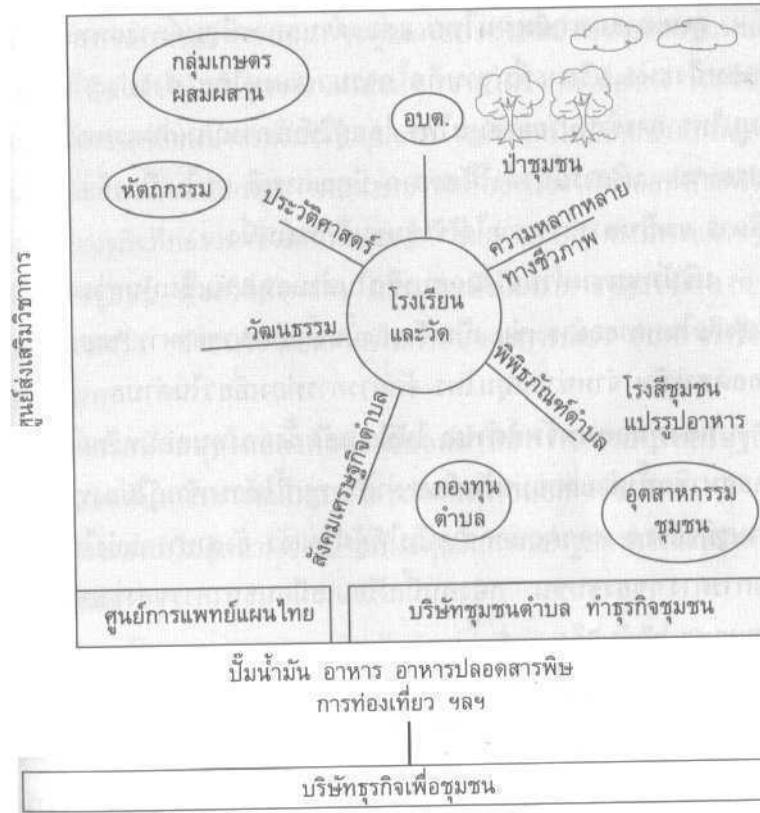 กลุ่มเกษตร
ผสมผสาน
อบต.
ป่าชุมชน
หัตถกรรม
ประวัติศาสตร์
ความหลากหลาย
ทางชีวภาพ
โรงเรียน
และวัด
วัฒนธรรม
พิพิธภัณฑ์ตำบล
โรงสีชุมชน
แปรรูปอาหาร
ศูนย์ส่งเสริมวิชาการ
สังคมเศรษฐกิจตำบล
กองทุน
ตำบล
อุตสาหกรรม
ชุมชน
ศูนย์การแพทย์แผนไทย
บริษัทชุมชนตำบล ทำธุรกิจชุมชน
ปั๊มน้ำมัน อาหาร อาหารปลอดสารพิษ
การท่องเที่ยว ฯลฯ
บริษัทธุรกิจเพื่อชุมชน